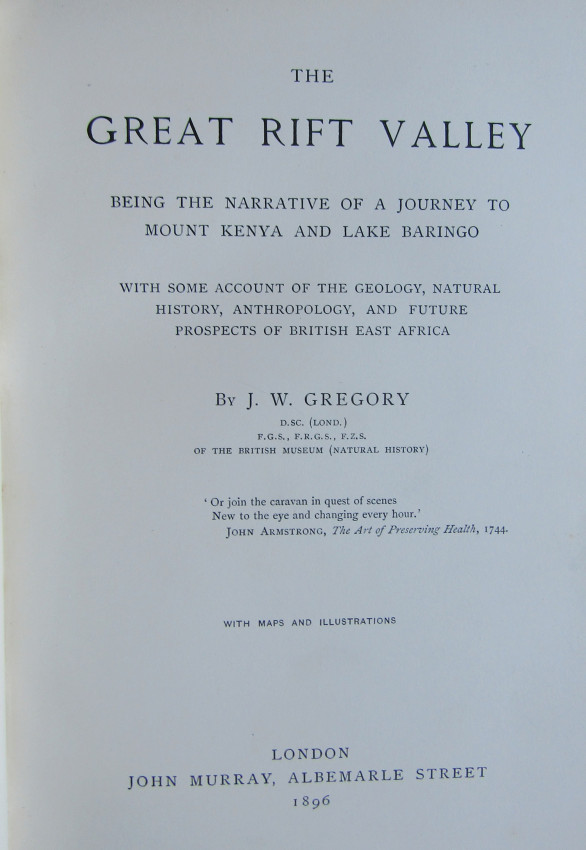 THE
GREAT RIFT VALLEY
BEING THE NARRATIVE OF A JOURNEY TO
MOUNT KENYA AND LAKE BARINGO
WITH SOME ACCOUNT OF THE GEOLOGY, NATURAL
HISTORY, ANTHROPOLOGY, AND FUTURE
PROSPECTS OF BRITISH EAST AFRICA
By J. W. GREGORY
D.SC. (LOND.)
F.G.S., F.R.G.S., F.Z.S.
OF THE BRITISH MUSEUM (NATURAL HISTORY)
‘ Or join the caravan in quest of scenes
New to the eye and changing every hour.’
JOHN ARMSTRONG, The Art of Preserving Health, 1744.
WITH MAPS AND ILLUSTRATIONS
LONDON
JOHN MURRAY, ALBEMARLE STREET
1896